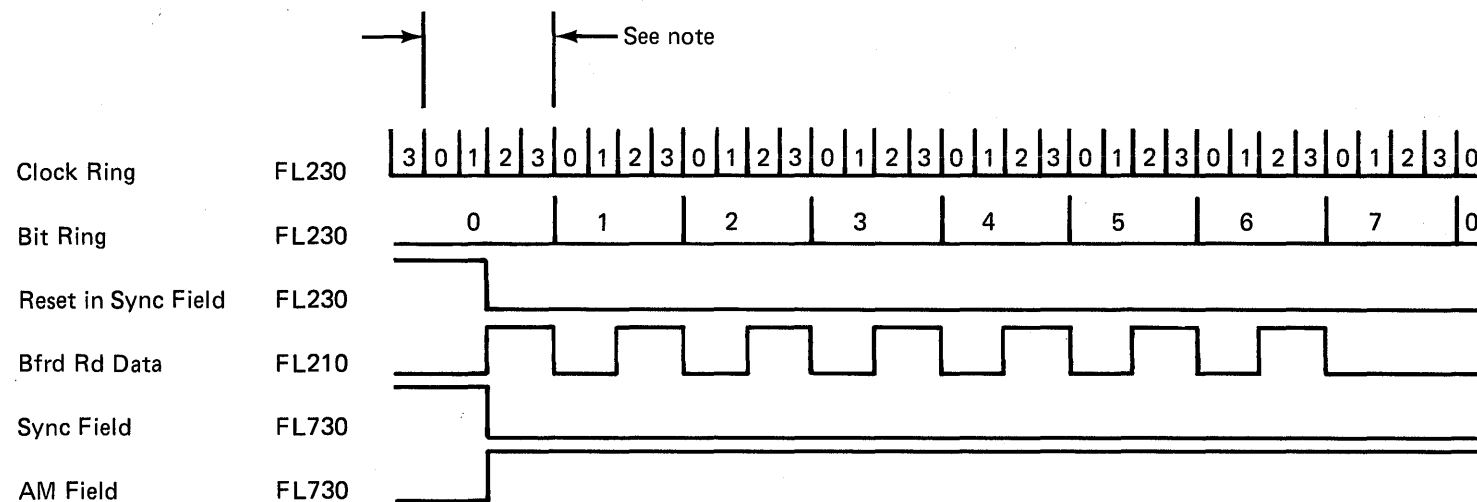 See note
Clock Ring FL230 3 0 1 2 3 0 1 2 3 0 1 2 3 0 1 2 3 0 1 2 3 0 1 2 3 0 1 2 3 0 1 2 3 0
Bit Ring FL230 0 1 2 3 4 5 6 7 0
Reset in Sync Field FL230
Bfrd Rd Data FL210
Sync Field FL730
AM Field FL730